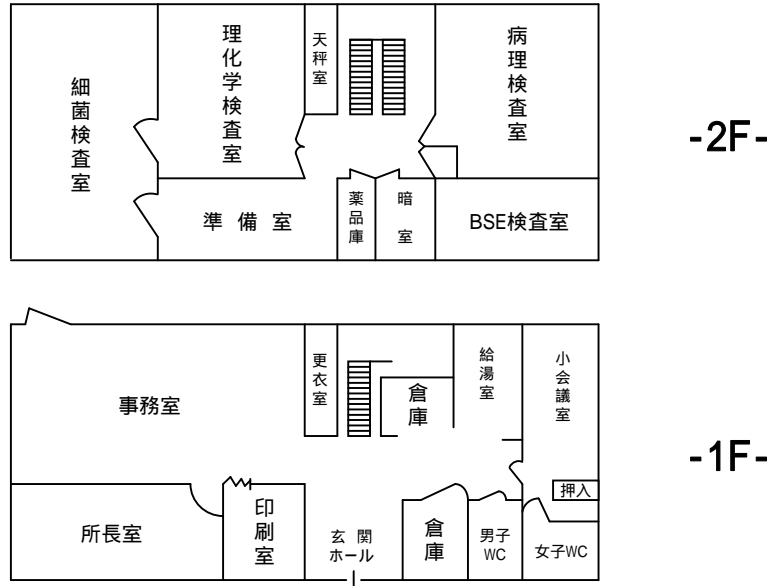 細菌検査室
理化学検査室
天秤室
病理検査室
準備室
薬品庫
暗室
BSE検査室
-2F-
事務室
更衣室
倉庫
給湯室
小会議室
押入
所長室
印刷室
玄関
ホール
倉庫
男子
WC
女子WC
-1F-